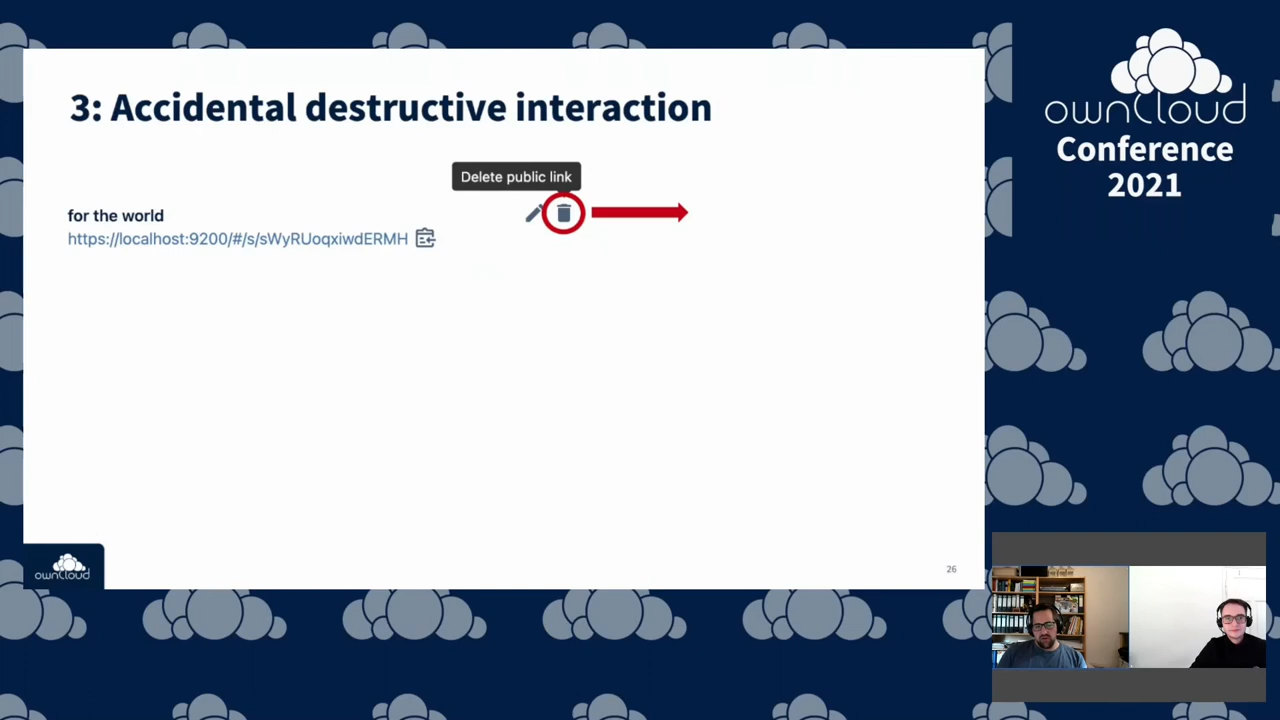 3: Accidental destructive interaction
Delete public link
for the world
https://localhost:9200/#/s/sWyRUoqxiwdERMH
26
ownCloud
ownCloud
Conference
2021